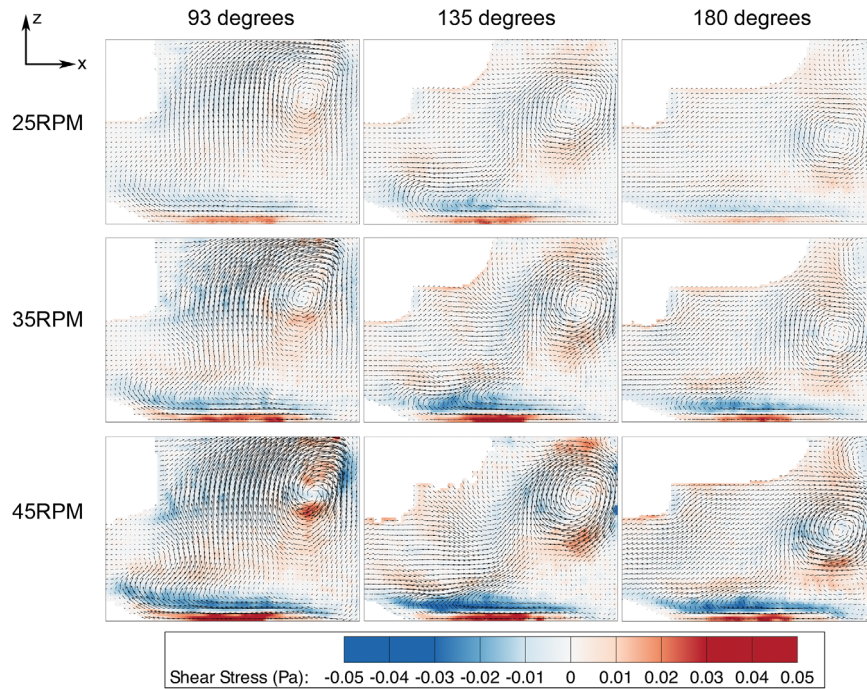 93 degrees 135 degrees 180 degrees
z
x
25RPM
35RPM
45RPM
Shear Stress (Pa): -0.05 -0.04 -0.03 -0.02 -0.01 0 0.01 0.02 0.03 0.04 0.05